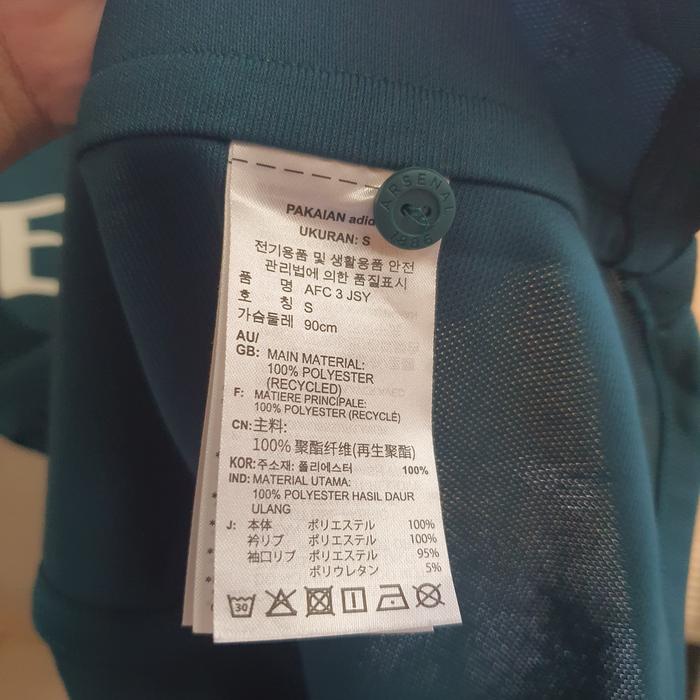 ARSENAL
1886
PAKAIAN
UKURAN: S
전기용품 및 생활용품 안전
관리법에 의한 품질표시
품 명 AFC 3 JSY
호 칭 S
가슴둘레 90cm
AU/
GB: MAIN MATERIAL:
100% POLYESTER
(RECYCLED)
F: MATIERE PRINCIPALE:
100% POLYESTER (RECYCLÉ)
CN:主料:
100% 聚酯纤维(再生聚酯)
KOR:주소재: 폴리에스터 100%
IND: MATERIAL UTAMA:
100% POLYESTER HASIL DAUR
ULANG
J: 本体 ポリエステル 100%
衿リブ ポリエステル 100%
袖口リブ ポリエステル 95%
ポリウレタン 5%
30
E